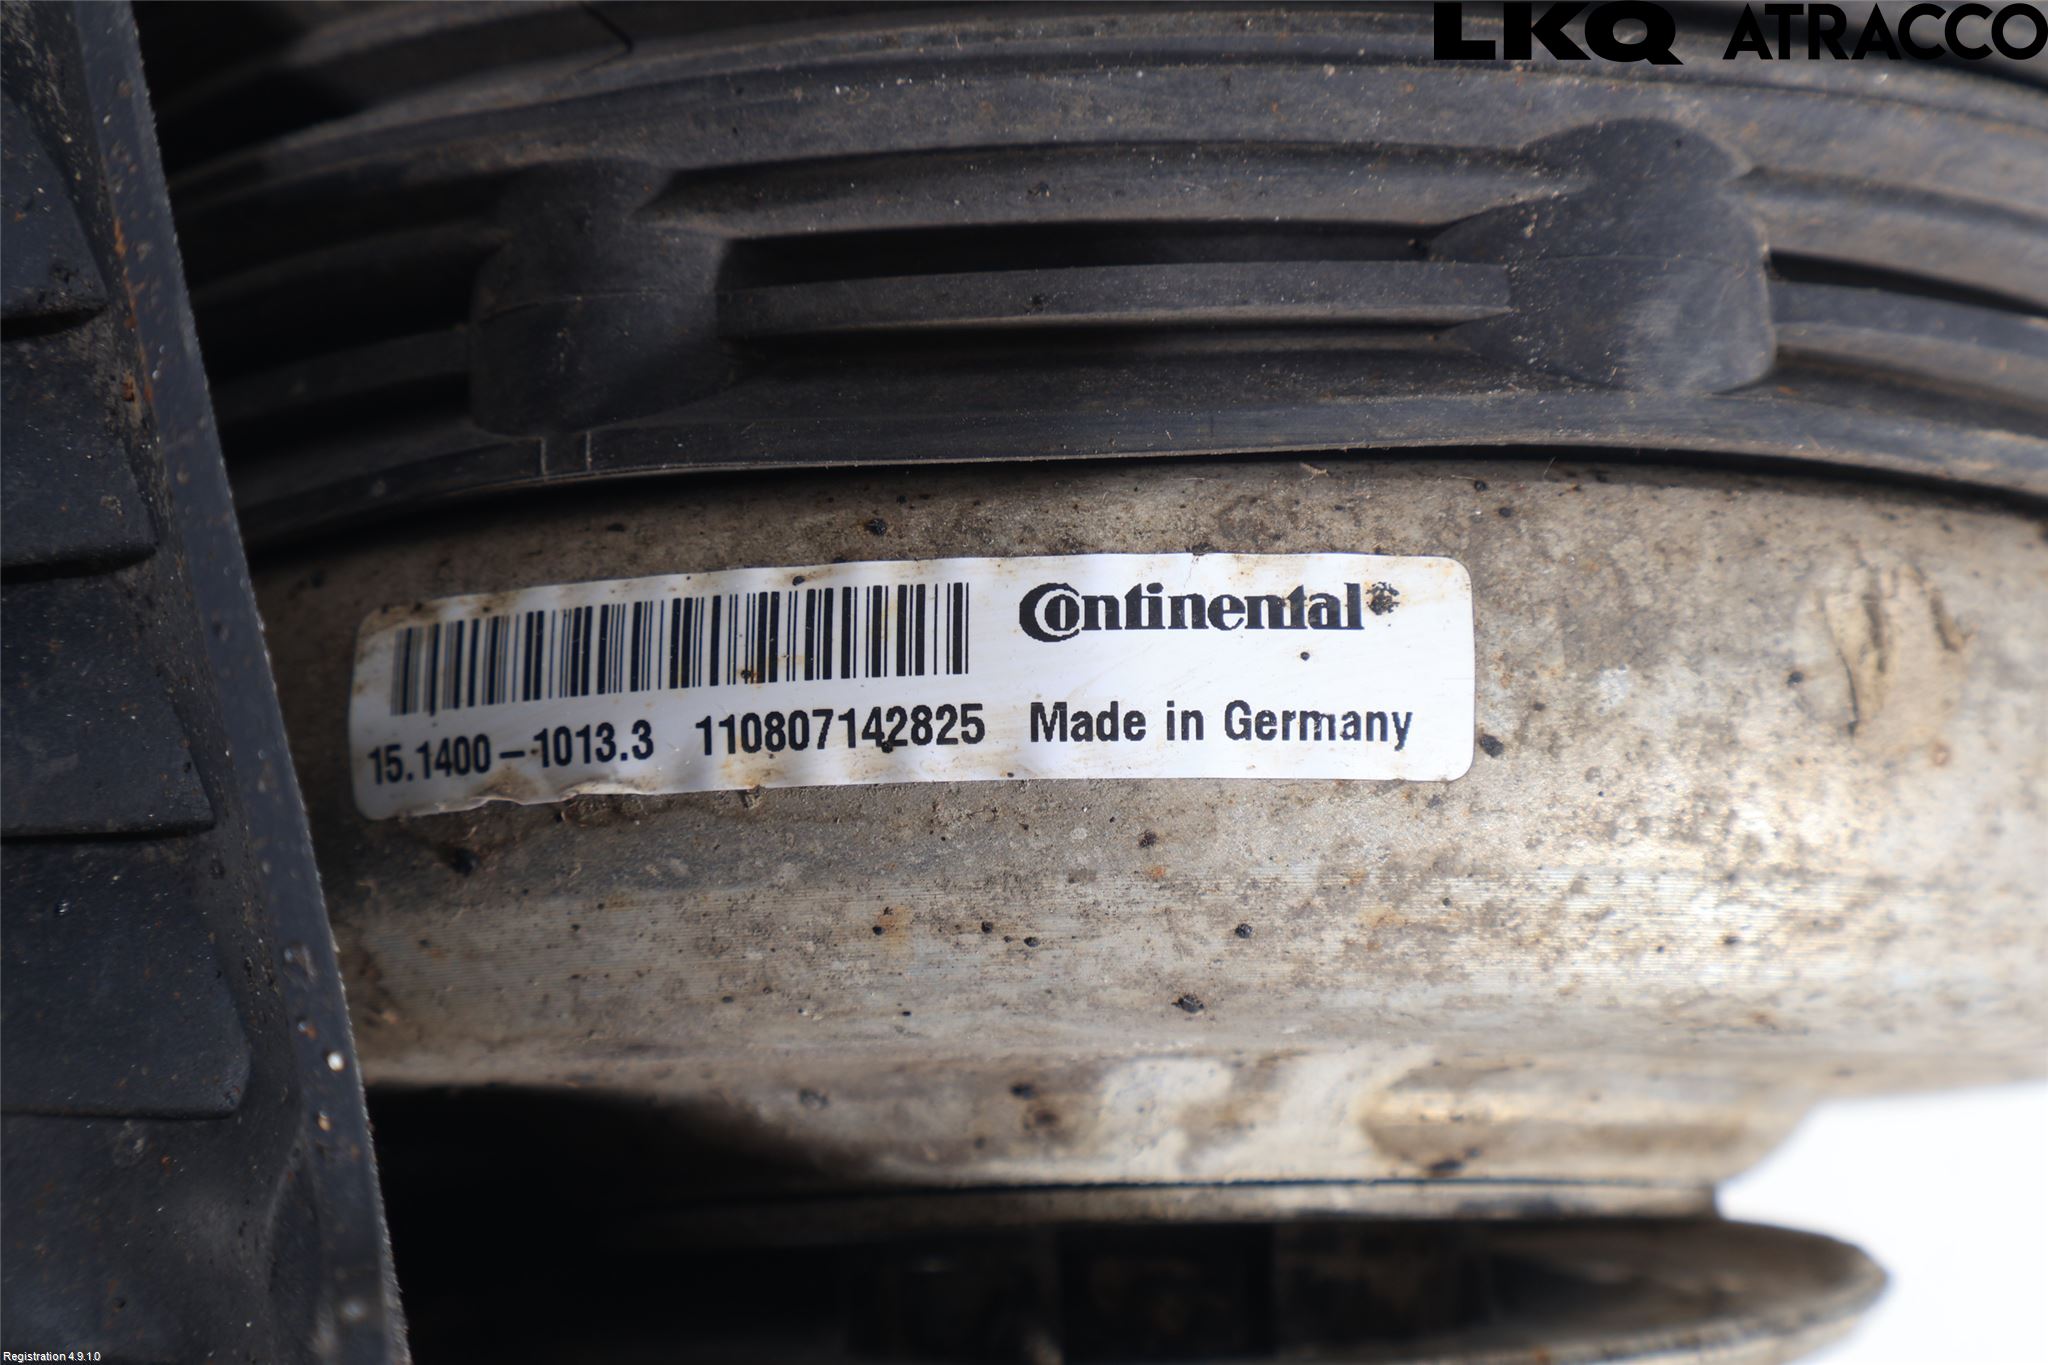 LKQ ATRACCO
Continental
15.1400-1013.3 110807142825 Made in Germany
Registration 4.9.1.0